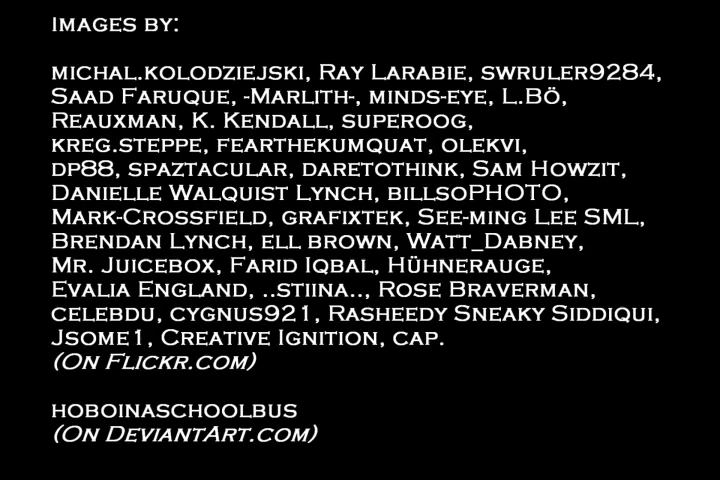 Images by:
michal.kolodziejski, Ray Larabie, swruler9284,
Saad Faruque, -Marlith-, minds-eye, L.Bö,
Reauxman, K. Kendall, superoog,
kreg.steppe, fearthekumquat, olekvi,
dp88, spaztacular, daretothink, Sam Howzit,
Danielle Walquist Lynch, billsoPHOTO,
Mark-Crossfield, grafixtek, See-ming Lee SML,
Brendan Lynch, ell brown, Watt_Dabney,
Mr. Juicebox, Farid Iqbal, Hühnerauge,
Evalia England, ..stiina.., Rose Braverman,
celebdu, cygnus921, Rasheedy Sneaky Siddiqui,
Jsome1, Creative Ignition, cap.
(On Flickr.com)
hoboinaschoolbus
(On DeviantArt.com)